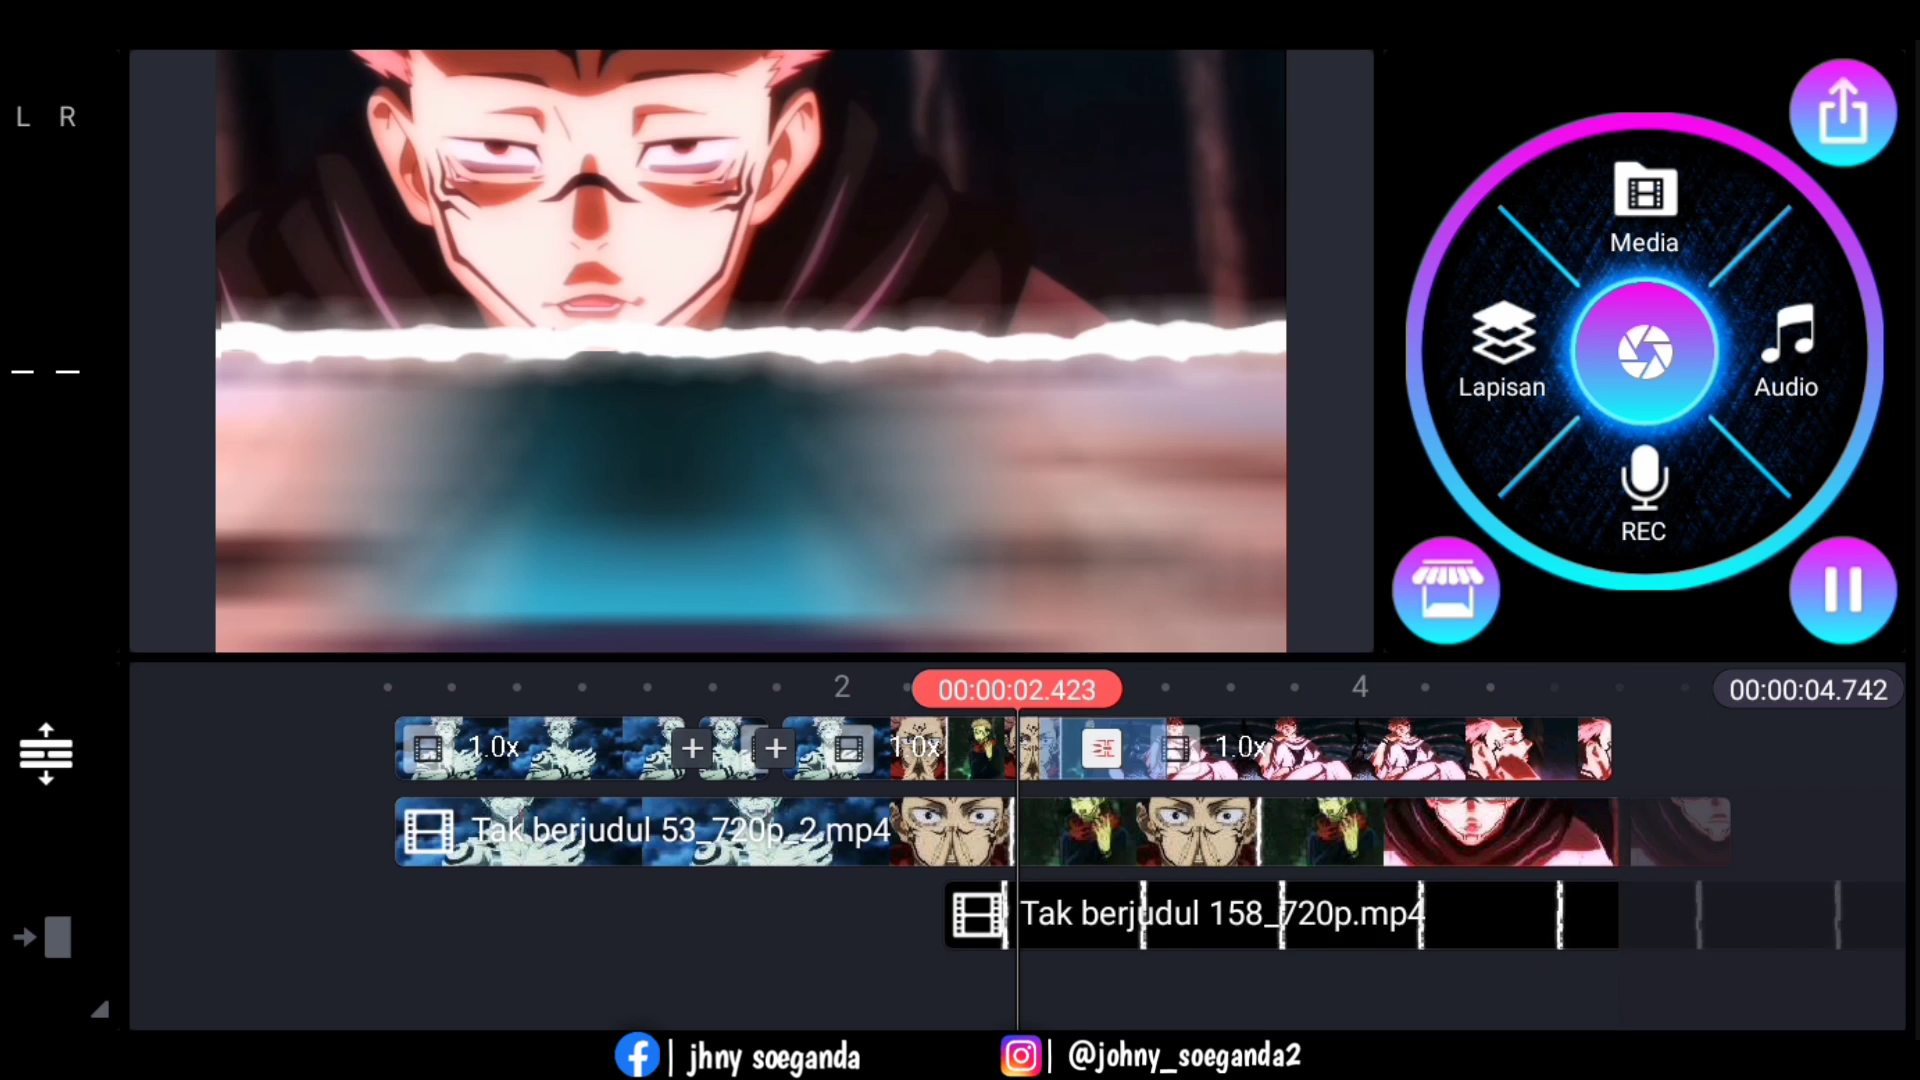 L R
Media
Lapisan
Audio
REC
2
00:00:02.423
4
00:00:04.742
1.0x
1.0x
1.0x
Tak berjudul 53_720p_2.mp4
Tak berjudul 158_720p.mp4
| jhny soeganda
| @johny_soeganda2